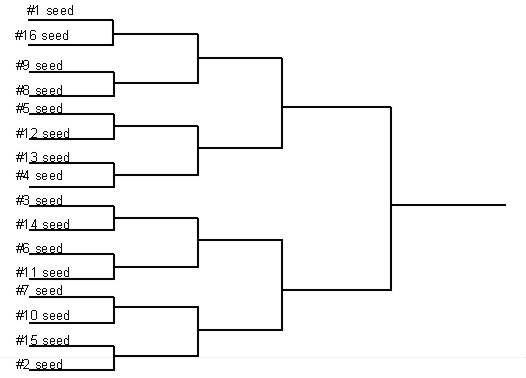 #1 seed
#16 seed
#9 seed
#8 seed
#5 seed
#12 seed
#13 seed
#4 seed
#3 seed
#14 seed
#6 seed
#11 seed
#7 seed
#10 seed
#15 seed
#2 seed